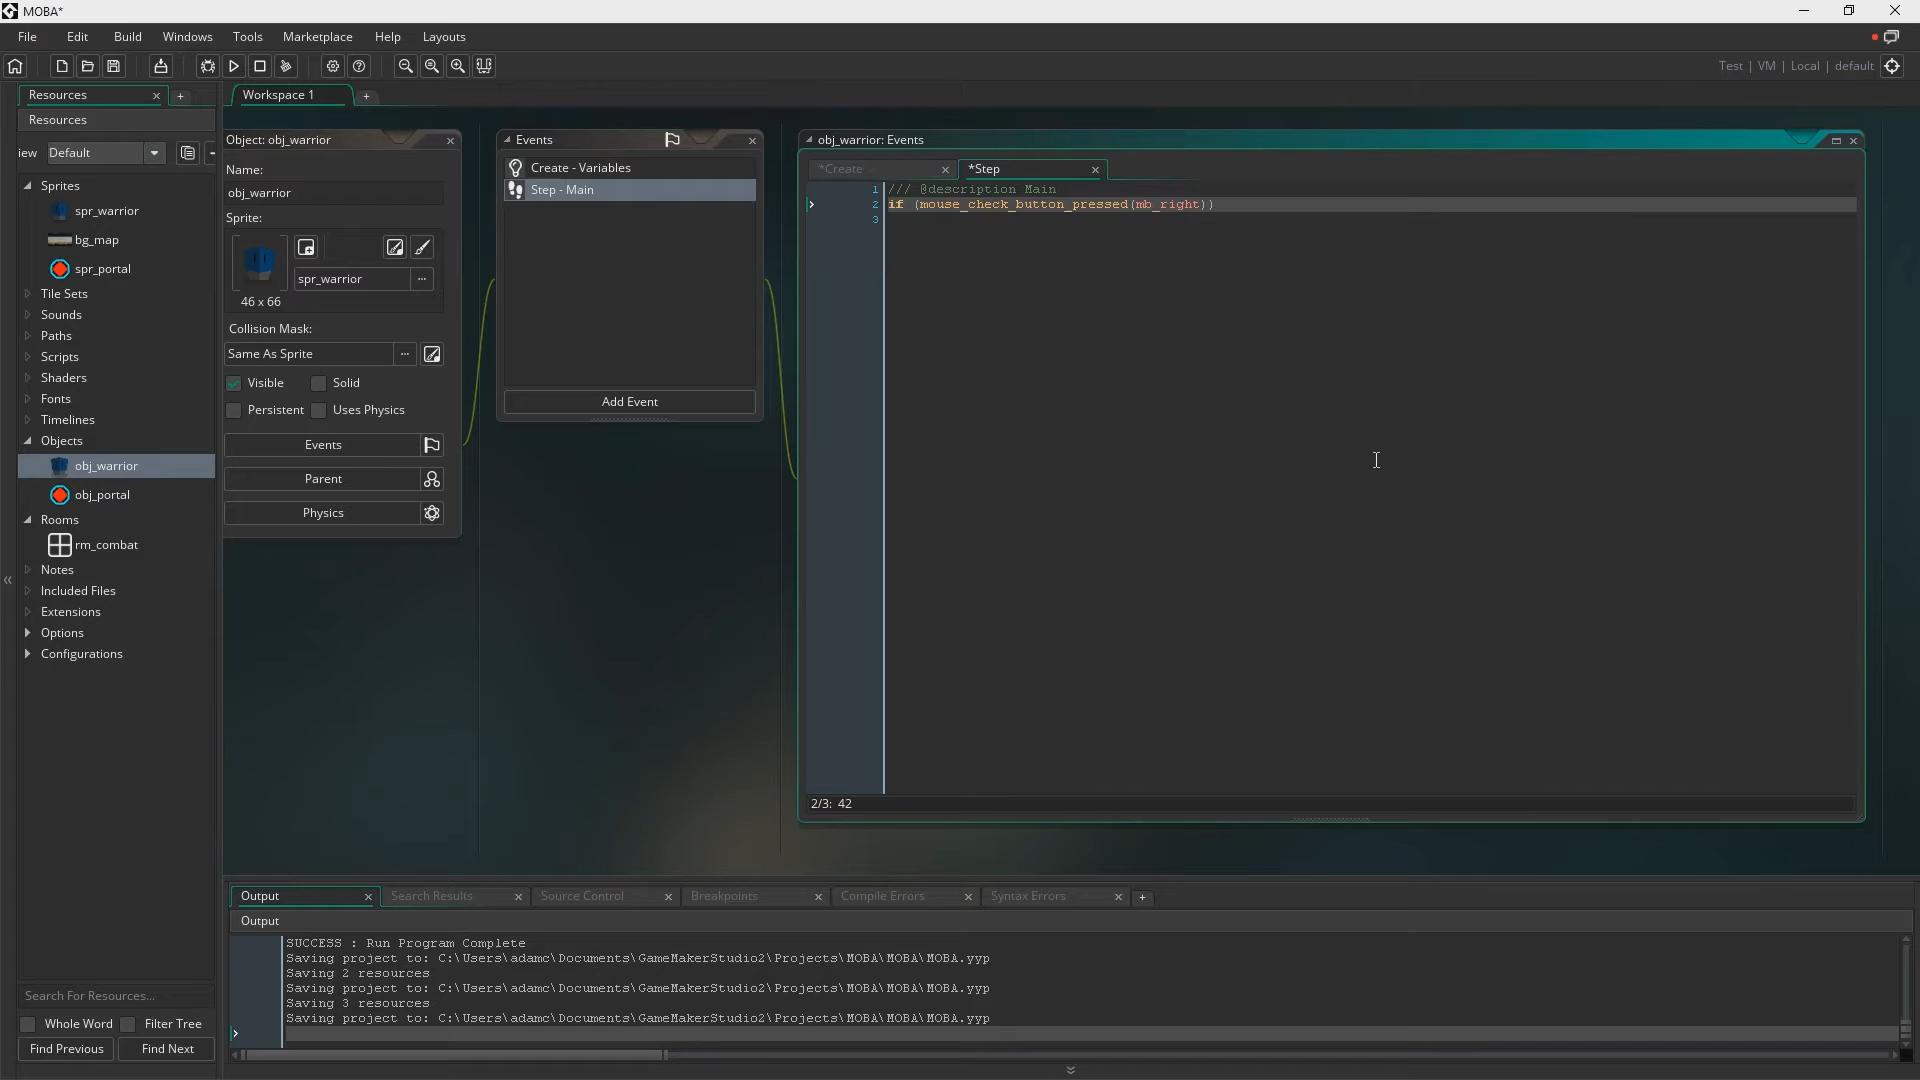 MOBA*
File Edit Build Windows Tools Marketplace Help Layouts
Test | VM | Local | default
Resources
Workspace 1
Resources
iew Default
Sprites
spr_warrior
bg_map
spr_portal
Tile Sets
Sounds
Paths
Scripts
Shaders
Fonts
Timelines
Objects
obj_warrior
obj_portal
Rooms
rm_combat
Notes
Included Files
Extensions
Options
Configurations
Search For Resources...
Whole Word Filter Tree
Find Previous Find Next
Object: obj_warrior
Name:
obj_warrior
Sprite:
spr_warrior
46 x 66
Collision Mask:
Same As Sprite
Visible Solid
Persistent Uses Physics
Events
Parent
Physics
Events
Create - Variables
Step - Main
Add Event
obj_warrior: Events
*Create *Step
1 /// @description Main
2 if (mouse_check_button_pressed(mb_right))
3
2/3: 42
Output Search Results Source Control Breakpoints Compile Errors Syntax Errors
Output
SUCCESS : Run Program Complete
Saving project to: C:\Users\adamc\Documents\GameMakerStudio2\Projects\MOBA\MOBA\MOBA.yyp
Saving 2 resources
Saving project to: C:\Users\adamc\Documents\GameMakerStudio2\Projects\MOBA\MOBA\MOBA.yyp
Saving 3 resources
Saving project to: C:\Users\adamc\Documents\GameMakerStudio2\Projects\MOBA\MOBA\MOBA.yyp